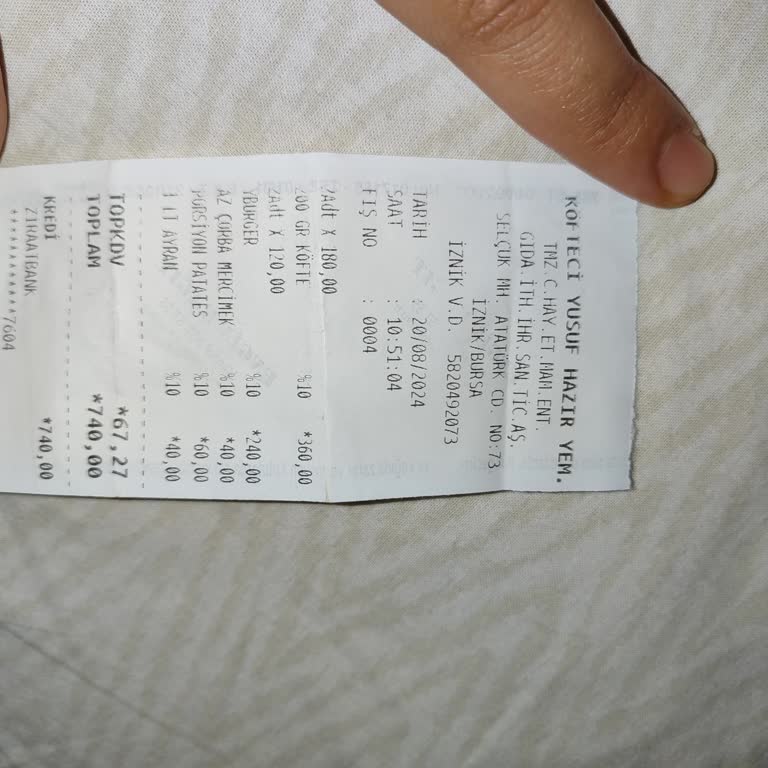 KÖFTECİ YUSUF HAZIR YEM.
TMZ.C.HAY.ET.MAM.ENT.
GIDA.İTH.İHR.SAN.TİC.AŞ.
SELÇUK MH. ATATÜRK CD. NO:73
İZNİK/BURSA
İZNİK V.D. 5820492073
TARİH : 20/08/2024
SAAT : 10:51:04
FİŞ NO : 0004
2Adt X 180,00
200 GR KÖFTE %10 *360,00
2Adt X 120,00
YBURGER %10 *240,00
AZ ÇORBA MERCİMEK %10 *40,00
PORSİYON PATATES %10 *60,00
1 LT AYRAN %10 *40,00
TOPKDV *67,27
TOPLAM *740,00
KREDİ *740,00
ZİRAATBANK
************7604